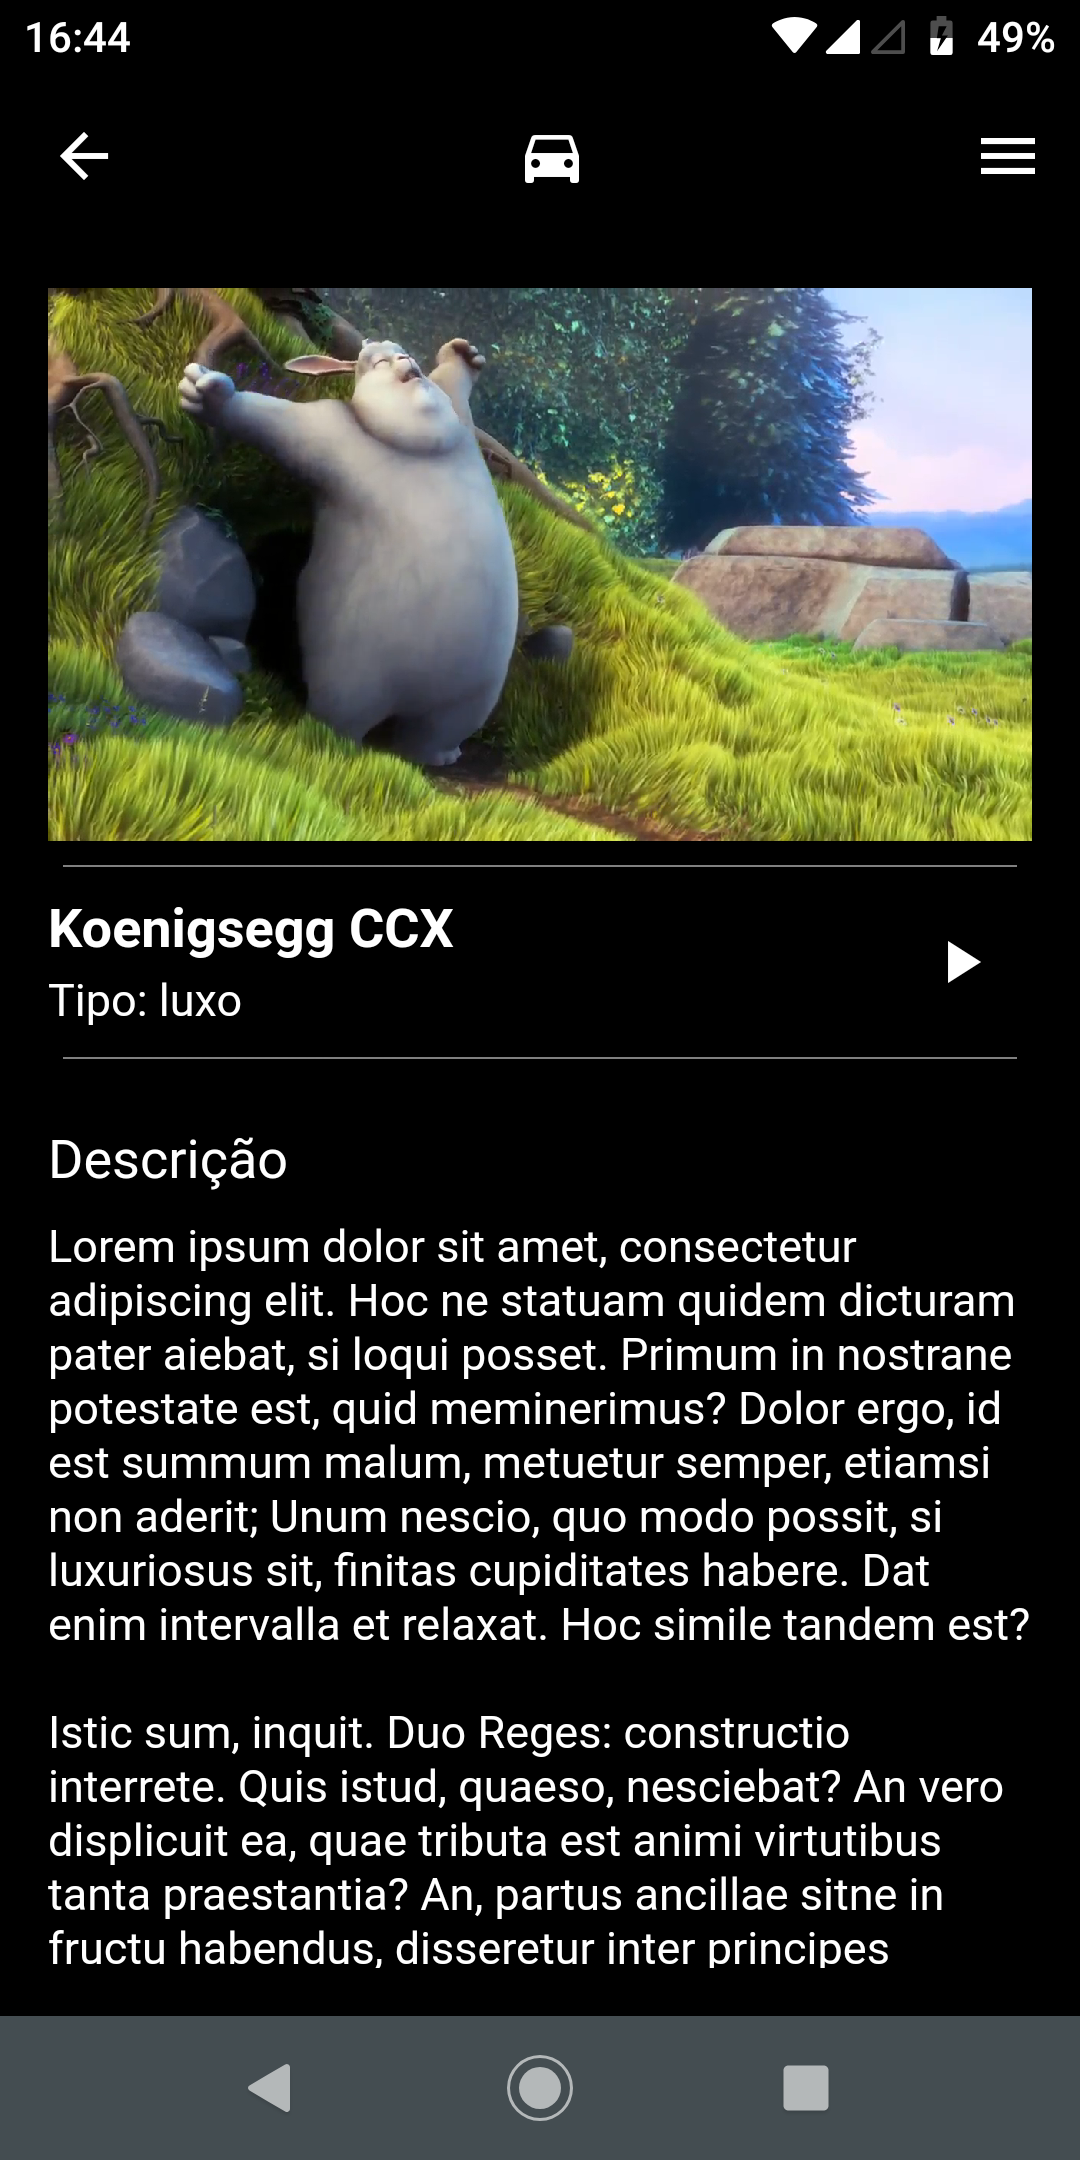 16:44
49%
Koenigsegg CCX
Tipo: luxo
Descrição
Lorem ipsum dolor sit amet, consectetur
adipiscing elit. Hoc ne statuam quidem dicturam
pater aiebat, si loqui posset. Primum in nostrane
potestate est, quid meminerimus? Dolor ergo, id
est summum malum, metuetur semper, etiamsi
non aderit; Unum nescio, quo modo possit, si
luxuriosus sit, finitas cupiditates habere. Dat
enim intervalla et relaxat. Hoc simile tandem est?
Istic sum, inquit. Duo Reges: constructio
interrete. Quis istud, quaeso, nesciebat? An vero
displicuit ea, quae tributa est animi virtutibus
tanta praestantia? An, partus ancillae sitne in
fructu habendus, disseretur inter principes